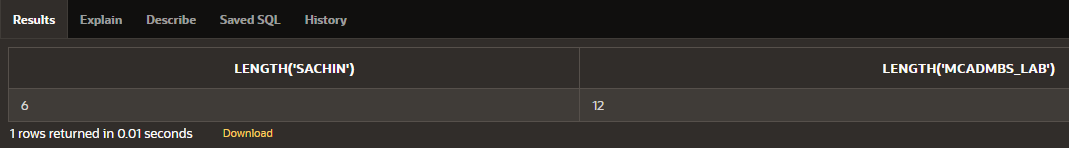 Results Explain Describe Saved SQL History
LENGTH('SACHIN') LENGTH('MCADMBS_LAB')
6 12
1 rows returned in 0.01 seconds Download